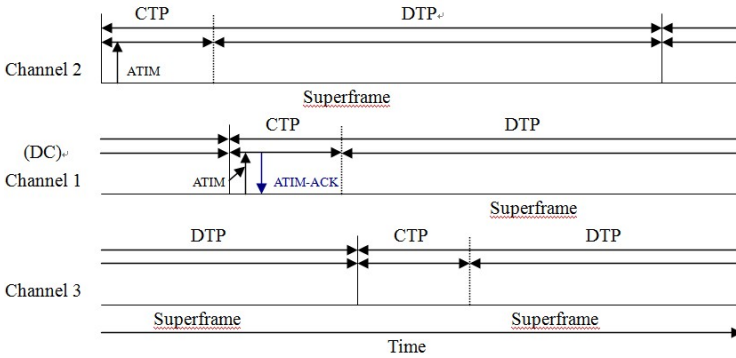 CTP DTP
Channel 2 ATIM
Superframe
CTP DTP
(DC)
Channel 1 ATIM ATIM-ACK
Superframe
DTP CTP DTP
Channel 3
Superframe Superframe
Time